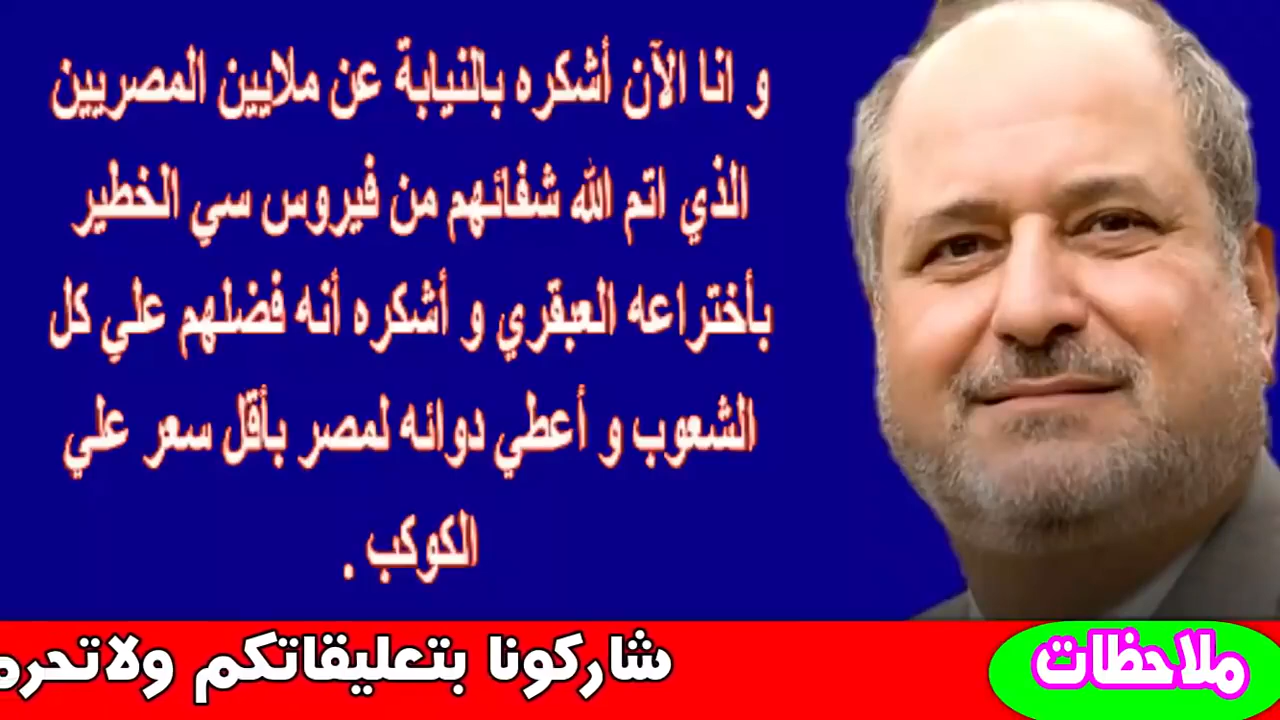 و انا الآن أشكره بالنيابة عن ملايين المصريين
الذي اتم الله شفائهم من فيروس سي الخطير
بأختراعه العبقري و أشكره أنه فضلهم علي كل
الشعوب و أعطي دوائه لمصر بأقل سعر علي
الكوكب .
ملاحظات
شاركونا بتعليقاتكم ولاتحرم